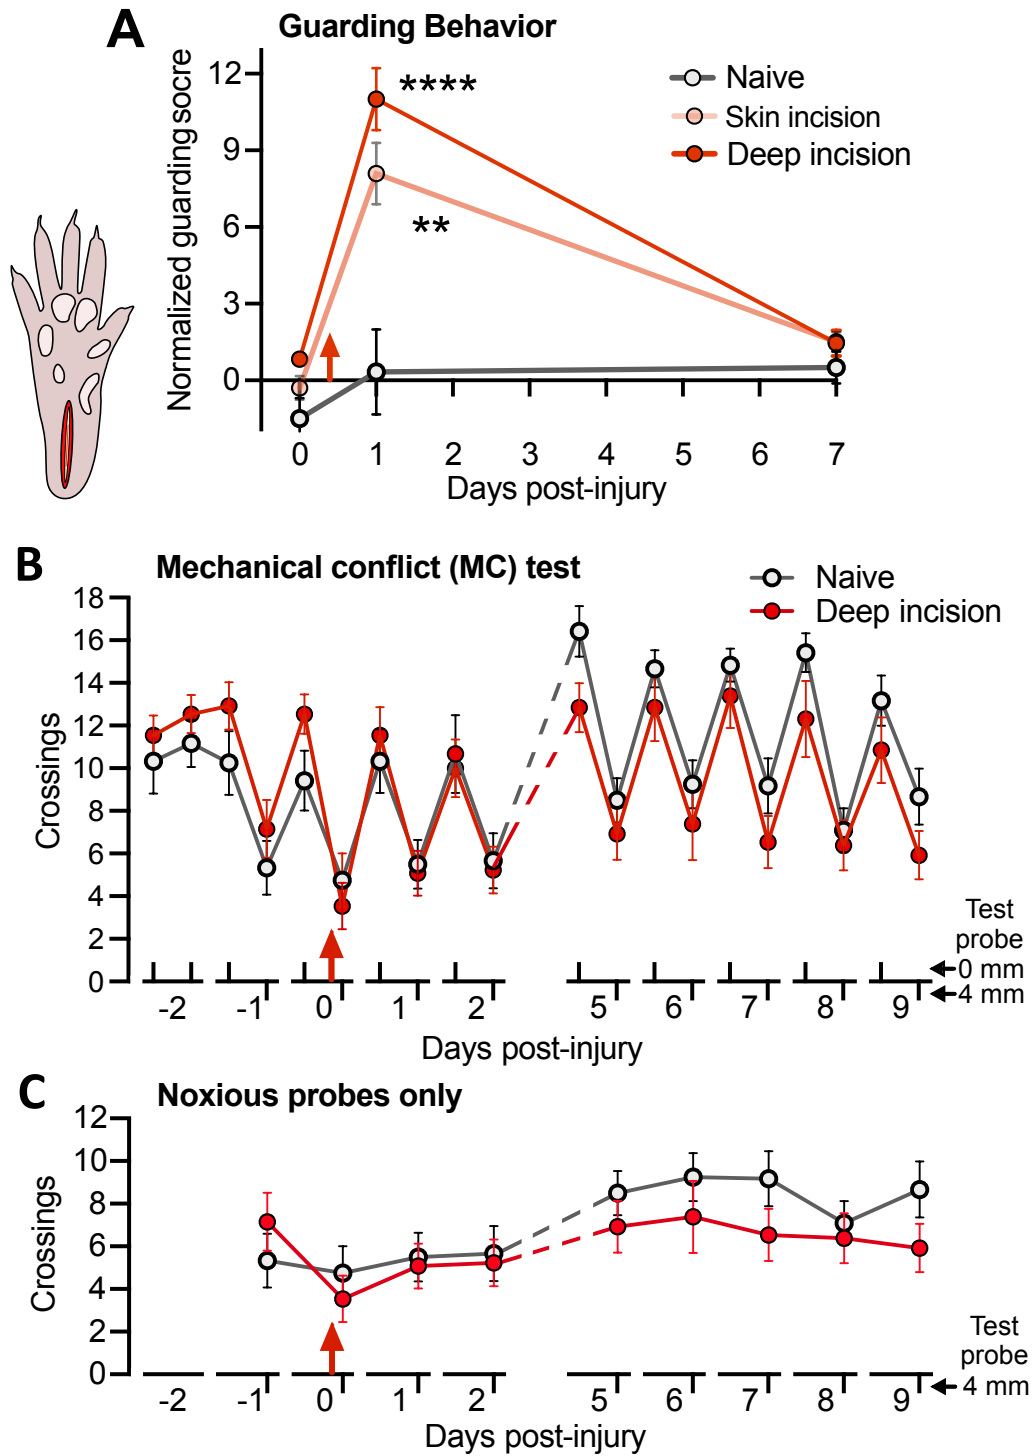 A
Guarding Behavior
Normalized guarding socre
12
9
6
3
0
****
**
Naive
Skin incision
Deep incision
0 1 2 3 4 5 6 7
Days post-injury
B
Mechanical conflict (MC) test
Naive
Deep incision
Crossings
18
16
14
12
10
8
6
4
2
0
Test
probe
0 mm
4 mm
-2 -1 0 1 2 5 6 7 8 9
Days post-injury
C
Noxious probes only
Crossings
12
10
8
6
4
2
0
Test
probe
4 mm
-2 -1 0 1 2 5 6 7 8 9
Days post-injury